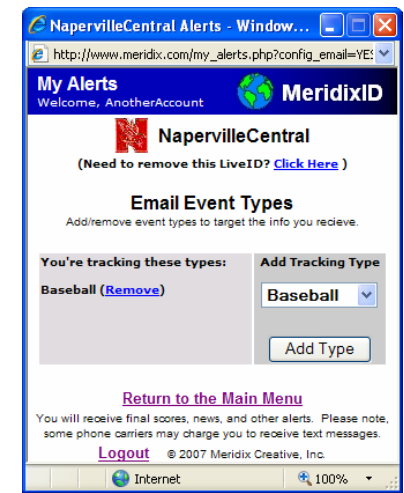 NapervilleCentral Alerts - Window...
http://www.meridix.com/my_alerts.php?config_email=YES
My Alerts
Welcome, AnotherAccount
MeridixID
NapervilleCentral
(Need to remove this LiveID? Click Here )
Email Event Types
Add/remove event types to target the info you recieve.
You're tracking these types:
Add Tracking Type
Baseball (Remove)
Baseball
Add Type
Return to the Main Menu
You will receive final scores, news, and other alerts. Please note,
some phone carriers may charge you to receive text messages.
Logout © 2007 Meridix Creative, Inc.
Internet
100%